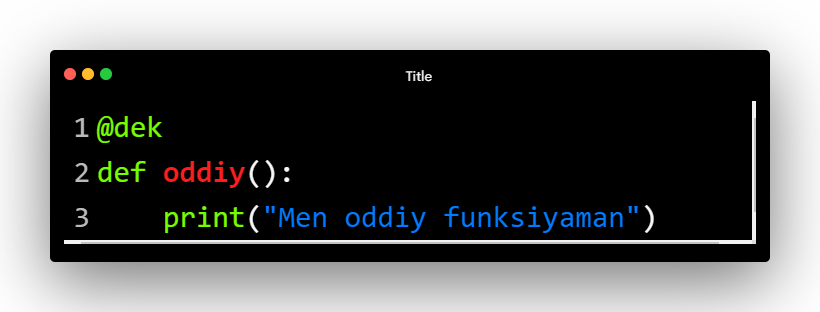 Title
1 @dek
2 def oddiy():
3     print("Men oddiy funksiyaman")